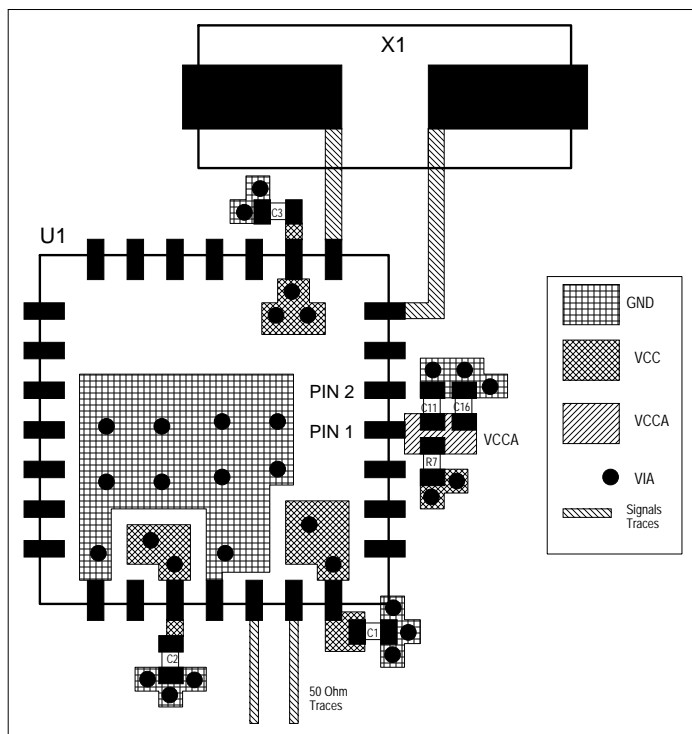 X1
C3
U1
GND
PIN 2
VCC
C11
C16
PIN 1
VCCA
VCCA
R7
VIA
Signals
Traces
C1
C2
50 Ohm
Traces